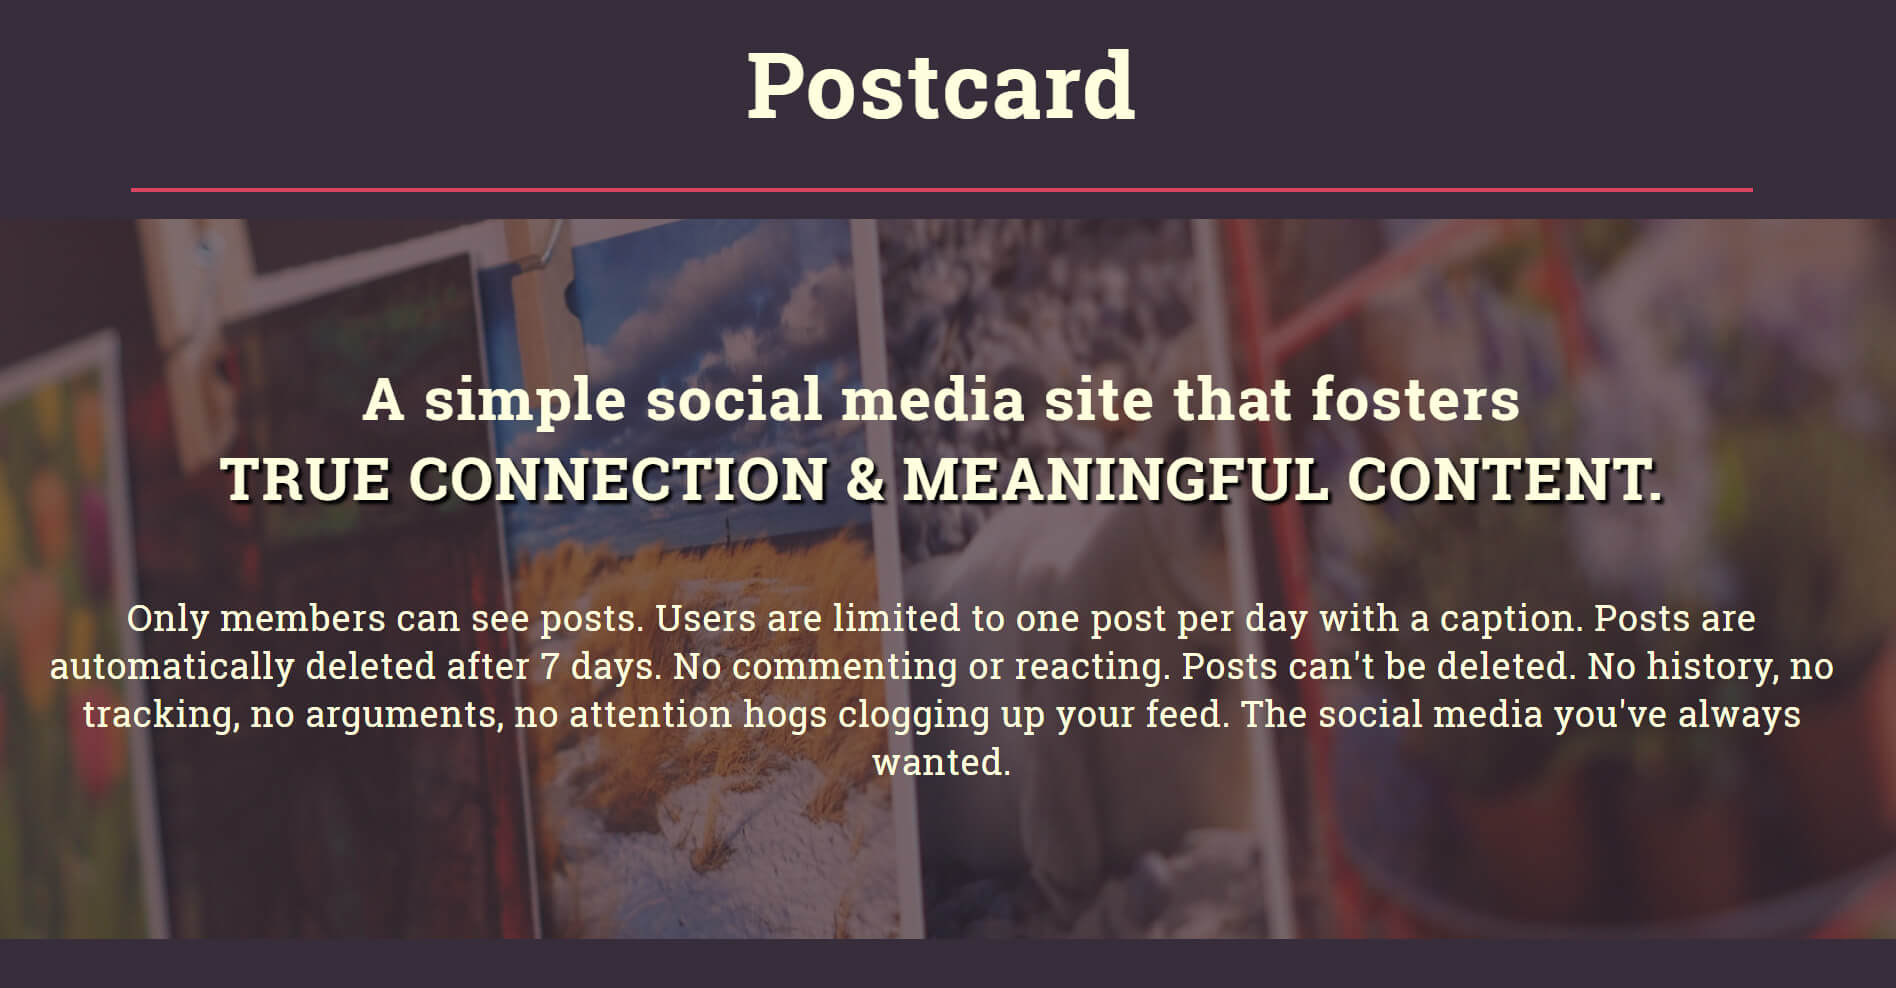 Postcard
A simple social media site that fosters
TRUE CONNECTION & MEANINGFUL CONTENT.
Only members can see posts. Users are limited to one post per day with a caption. Posts are
automatically deleted after 7 days. No commenting or reacting. Posts can't be deleted. No history, no
tracking, no arguments, no attention hogs clogging up your feed. The social media you've always
wanted.